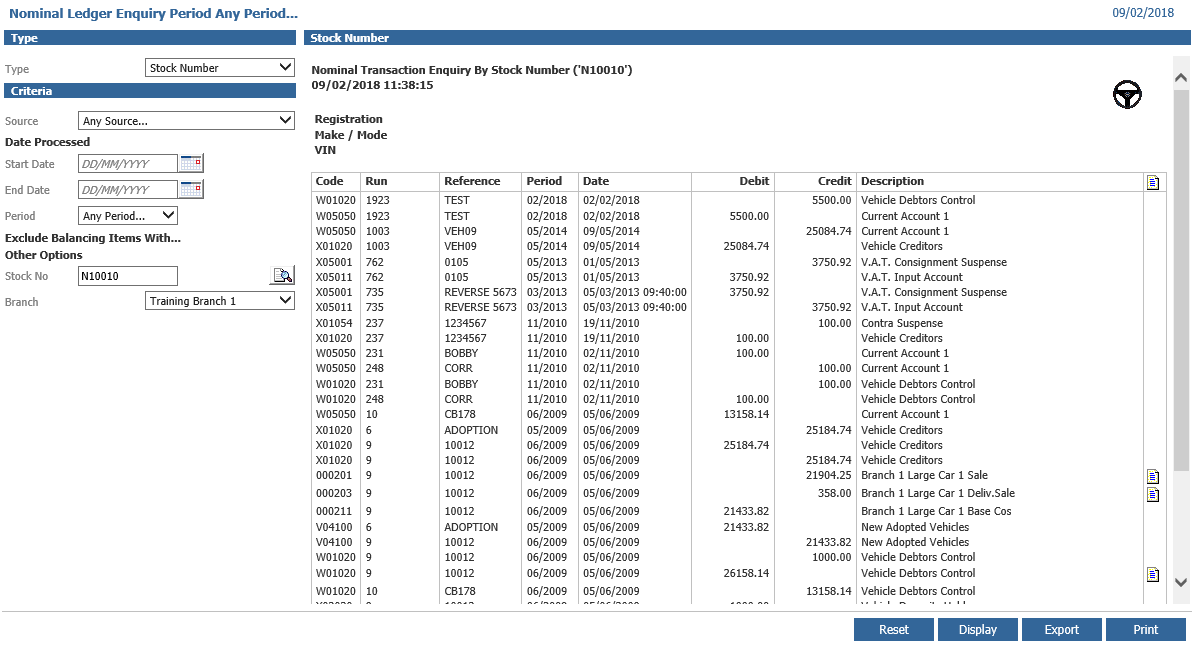 Nominal Ledger Enquiry Period Any Period...
09/02/2018
Type
Type Stock Number
Criteria
Source Any Source...
Date Processed
Start Date DD/MM/YYYY
End Date DD/MM/YYYY
Period Any Period...
Exclude Balancing Items With...
Other Options
Stock No N10010
Branch Training Branch 1
Stock Number
Nominal Transaction Enquiry By Stock Number ('N10010')
09/02/2018 11:38:15
Registration
Make / Mode
VIN
Code Run Reference Period Date Debit Credit Description
W01020 1923 TEST 02/2018 02/02/2018 5500.00 Vehicle Debtors Control
W05050 1923 TEST 02/2018 02/02/2018 5500.00 Current Account 1
W05050 1003 VEH09 05/2014 09/05/2014 25084.74 Current Account 1
X01020 1003 VEH09 05/2014 09/05/2014 25084.74 Vehicle Creditors
X05001 762 0105 05/2013 01/05/2013 3750.92 V.A.T. Consignment Suspense
X05011 762 0105 05/2013 01/05/2013 3750.92 V.A.T. Input Account
X05001 735 REVERSE 5673 03/2013 05/03/2013 09:40:00 3750.92 V.A.T. Consignment Suspense
X05011 735 REVERSE 5673 03/2013 05/03/2013 09:40:00 3750.92 V.A.T. Input Account
X01054 237 1234567 11/2010 19/11/2010 100.00 Contra Suspense
X01020 237 1234567 11/2010 19/11/2010 100.00 Vehicle Creditors
W05050 231 BOBBY 11/2010 02/11/2010 100.00 Current Account 1
W05050 248 CORR 11/2010 02/11/2010 100.00 Current Account 1
W01020 231 BOBBY 11/2010 02/11/2010 100.00 Vehicle Debtors Control
W01020 248 CORR 11/2010 02/11/2010 100.00 Vehicle Debtors Control
W05050 10 CB178 06/2009 05/06/2009 13158.14 Current Account 1
X01020 6 ADOPTION 05/2009 05/06/2009 25184.74 Vehicle Creditors
X01020 9 10012 06/2009 05/06/2009 25184.74 Vehicle Creditors
X01020 9 10012 06/2009 05/06/2009 25184.74 Vehicle Creditors
000201 9 10012 06/2009 05/06/2009 21904.25 Branch 1 Large Car 1 Sale
000203 9 10012 06/2009 05/06/2009 358.00 Branch 1 Large Car 1 Deliv.Sale
000211 9 10012 06/2009 05/06/2009 21433.82 Branch 1 Large Car 1 Base Cos
V04100 6 ADOPTION 05/2009 05/06/2009 21433.82 New Adopted Vehicles
V04100 9 10012 06/2009 05/06/2009 21433.82 New Adopted Vehicles
W01020 9 10012 06/2009 05/06/2009 1000.00 Vehicle Debtors Control
W01020 9 10012 06/2009 05/06/2009 26158.14 Vehicle Debtors Control
W01020 10 CB178 06/2009 05/06/2009 13158.14 Vehicle Debtors Control
Reset Display Export Print